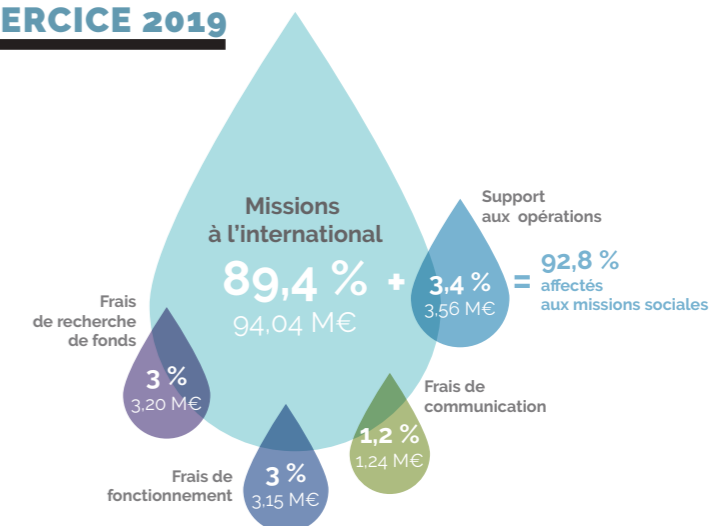 ERCICE 2019
Missions
à l'international
89,4 %
94,04 M€
+
Support
aux opérations
3,4 %
3,56 M€
=
92,8 %
affectés
aux missions sociales
Frais
de recherche
de fonds
3 %
3,20 M€
Frais de
fonctionnement
3 %
3,15 M€
Frais de
communication
1,2 %
1,24 M€